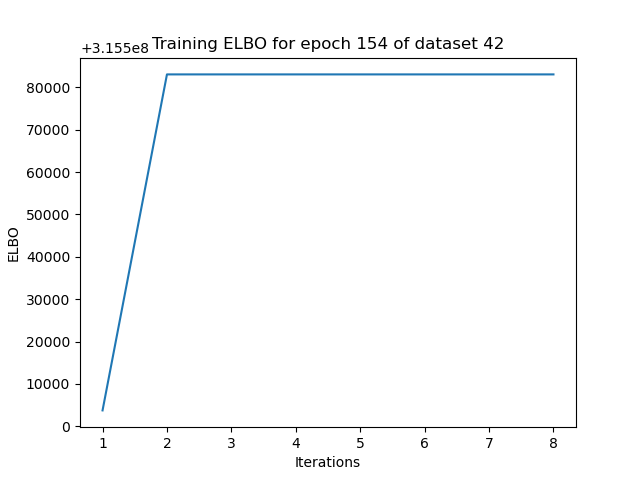 +3.155e8
Training ELBO for epoch 154 of dataset 42
80000
70000
60000
50000
40000
30000
20000
10000
0
ELBO
1 2 3 4 5 6 7 8
Iterations